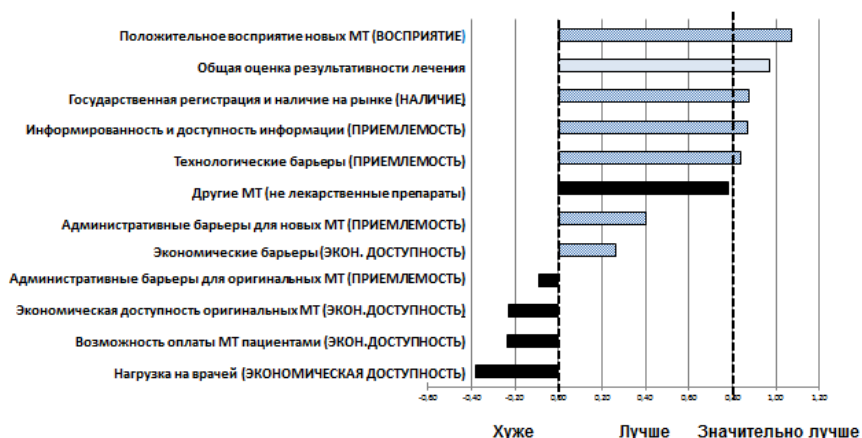 Положительное восприятие новых МТ (ВОСПРИЯТИЕ)
Общая оценка результативности лечения
Государственная регистрация и наличие на рынке (НАЛИЧИЕ)
Информированность и доступность информации (ПРИЕМЛЕМОСТЬ)
Технологические барьеры (ПРИЕМЛЕМОСТЬ)
Другие МТ (не лекарственные препараты)
Административные барьеры для новых МТ (ПРИЕМЛЕМОСТЬ)
Экономические барьеры (ЭКОН. ДОСТУПНОСТЬ)
Административные барьеры для оригинальных МТ (ПРИЕМЛЕМОСТЬ)
Экономическая доступность оригинальных МТ (ЭКОН.ДОСТУПНОСТЬ)
Возможность оплаты МТ пациентами (ЭКОН.ДОСТУПНОСТЬ)
Нагрузка на врачей (ЭКОНОМИЧЕСКАЯ ДОСТУПНОСТЬ)
-0,60 -0,40 -0,20 0,00 0,20 0,40 0,60 0,80 1,00 1,20
Хуже Лучше Значительно лучше